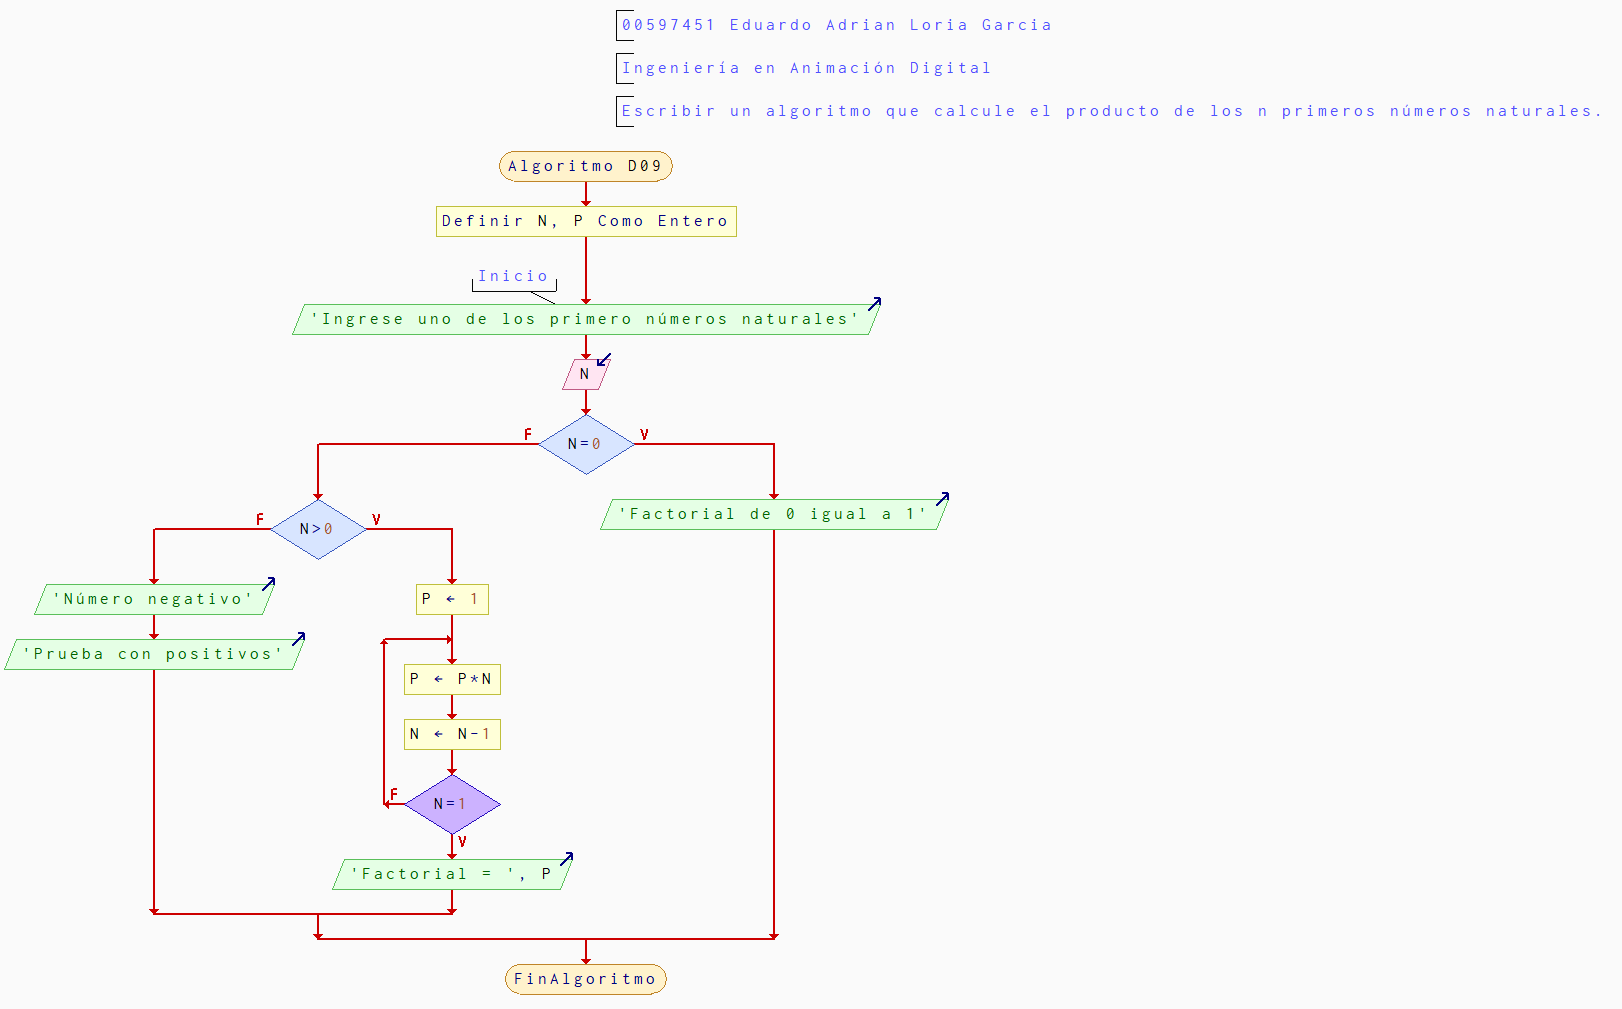 00597451 Eduardo Adrian Loria Garcia
Ingeniería en Animación Digital
Escribir un algoritmo que calcule el producto de los n primeros números naturales.
Algoritmo D09
Definir N, P Como Entero
Inicio
'Ingrese uno de los primero números naturales'
N
F
N=0
V
F
N>0
V
'Factorial de 0 igual a 1'
'Número negativo'
P ← 1
'Prueba con positivos'
P ← P*N
N ← N-1
F
N=1
V
'Factorial = ', P
FinAlgoritmo